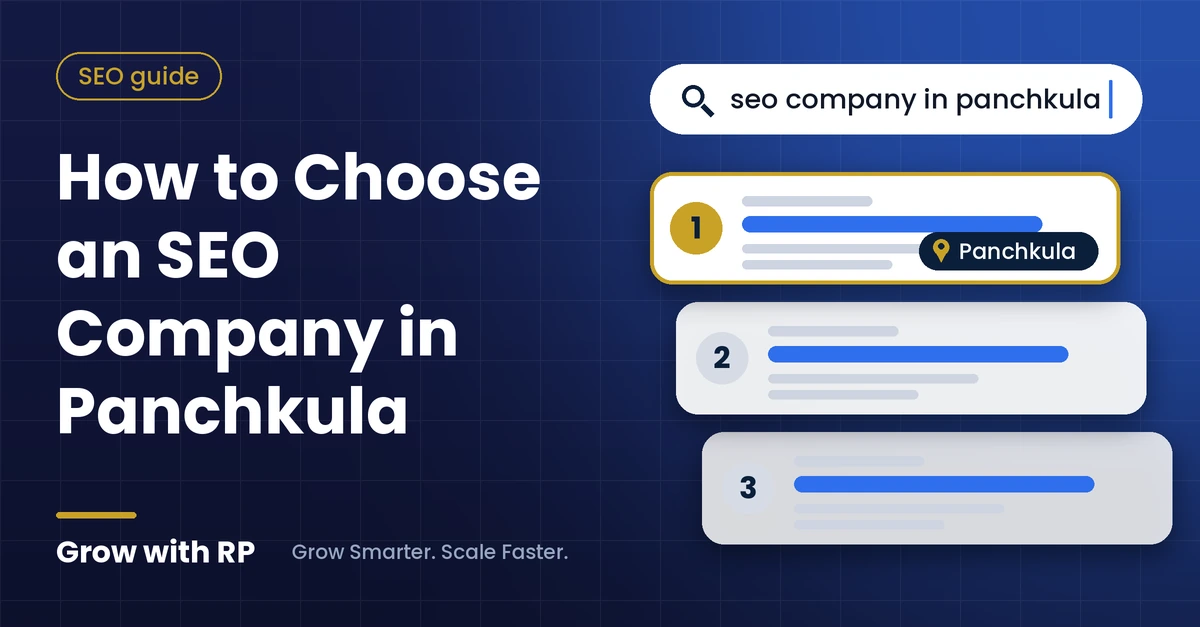 SEO guide
How to Choose
an SEO
Company in
Panchkula
Grow with RP
Grow Smarter. Scale Faster.
seo company in panchkula
1
Panchkula
2
3